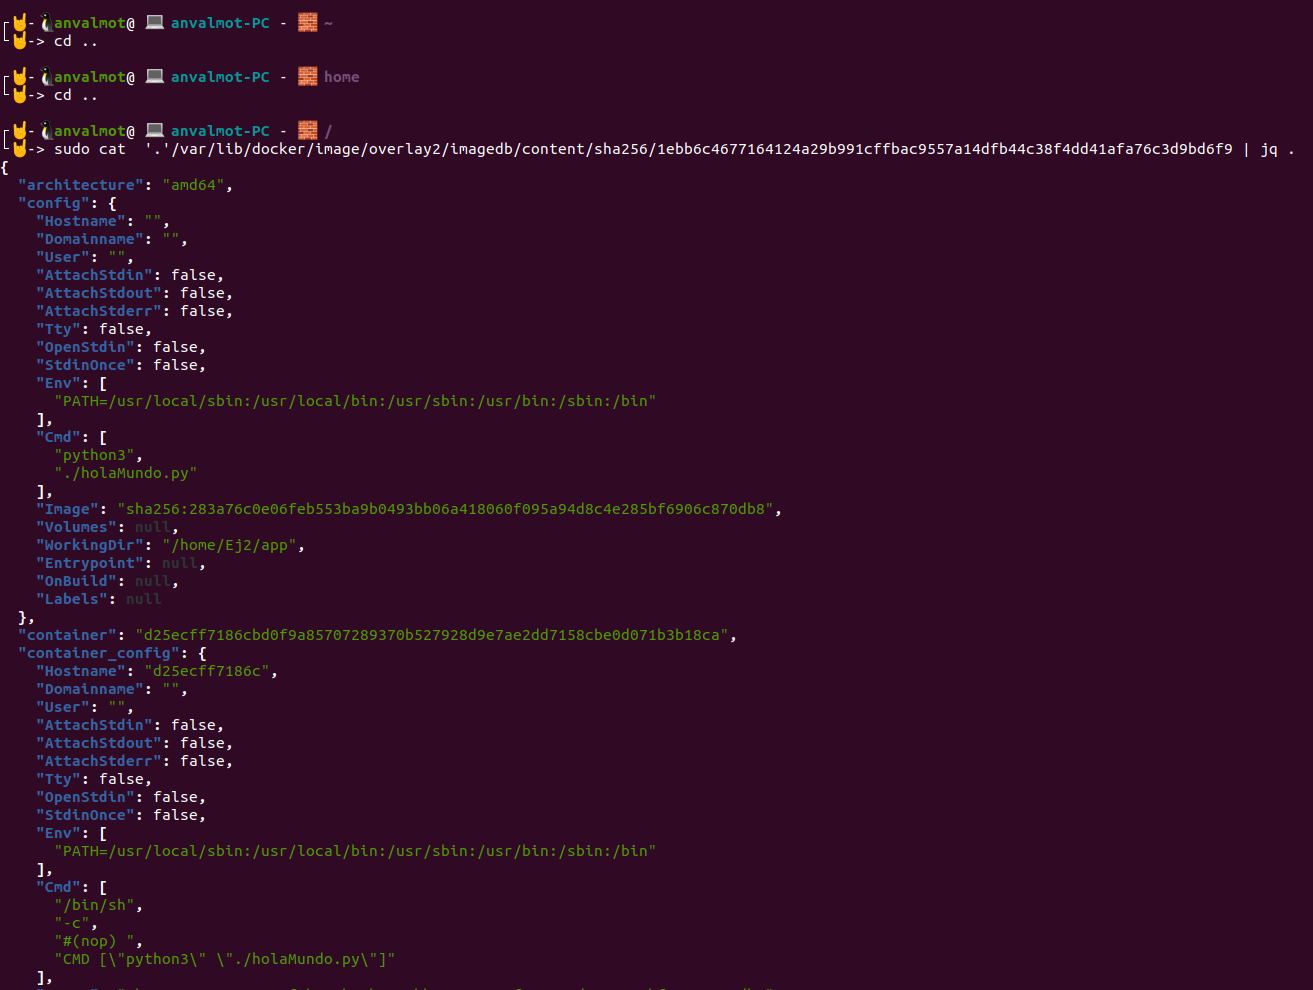 🤘-🐧anvalmot@ 💻 anvalmot-PC - 🧱 ~
🤘-> cd ..
🤘-🐧anvalmot@ 💻 anvalmot-PC - 🧱 home
🤘-> cd ..
🤘-🐧anvalmot@ 💻 anvalmot-PC - 🧱 /
🤘-> sudo cat  '.'/var/lib/docker/image/overlay2/imagedb/content/sha256/1ebb6c4677164124a29b991cffbac9557a14dfb44c38f4dd41afa76c3d9bd6f9 | jq .
{
  "architecture": "amd64",
  "config": {
    "Hostname": "",
    "Domainname": "",
    "User": "",
    "AttachStdin": false,
    "AttachStdout": false,
    "AttachStderr": false,
    "Tty": false,
    "OpenStdin": false,
    "StdinOnce": false,
    "Env": [
      "PATH=/usr/local/sbin:/usr/local/bin:/usr/sbin:/usr/bin:/sbin:/bin"
    ],
    "Cmd": [
      "python3",
      "./holaMundo.py"
    ],
    "Image": "sha256:283a76c0e06feb553ba9b0493bb06a418060f095a94d8c4e285bf6906c870db8",
    "Volumes": null,
    "WorkingDir": "/home/Ej2/app",
    "Entrypoint": null,
    "OnBuild": null,
    "Labels": null
  },
  "container": "d25ecff7186cbd0f9a85707289370b527928d9e7ae2dd7158cbe0d071b3b18ca",
  "container_config": {
    "Hostname": "d25ecff7186c",
    "Domainname": "",
    "User": "",
    "AttachStdin": false,
    "AttachStdout": false,
    "AttachStderr": false,
    "Tty": false,
    "OpenStdin": false,
    "StdinOnce": false,
    "Env": [
      "PATH=/usr/local/sbin:/usr/local/bin:/usr/sbin:/usr/bin:/sbin:/bin"
    ],
    "Cmd": [
      "/bin/sh",
      "-c",
      "#(nop) ",
      "CMD [\"python3\" \"./holaMundo.py\"]"
    ],